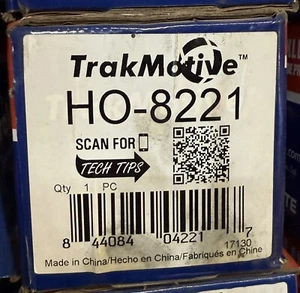 TrakMotive™
HO-8221
SCAN FOR
TECH TIPS
Qty 1 PC
8 44084 04221 7
17130
Made in China/Hecho en China/Fabriqués en Chine